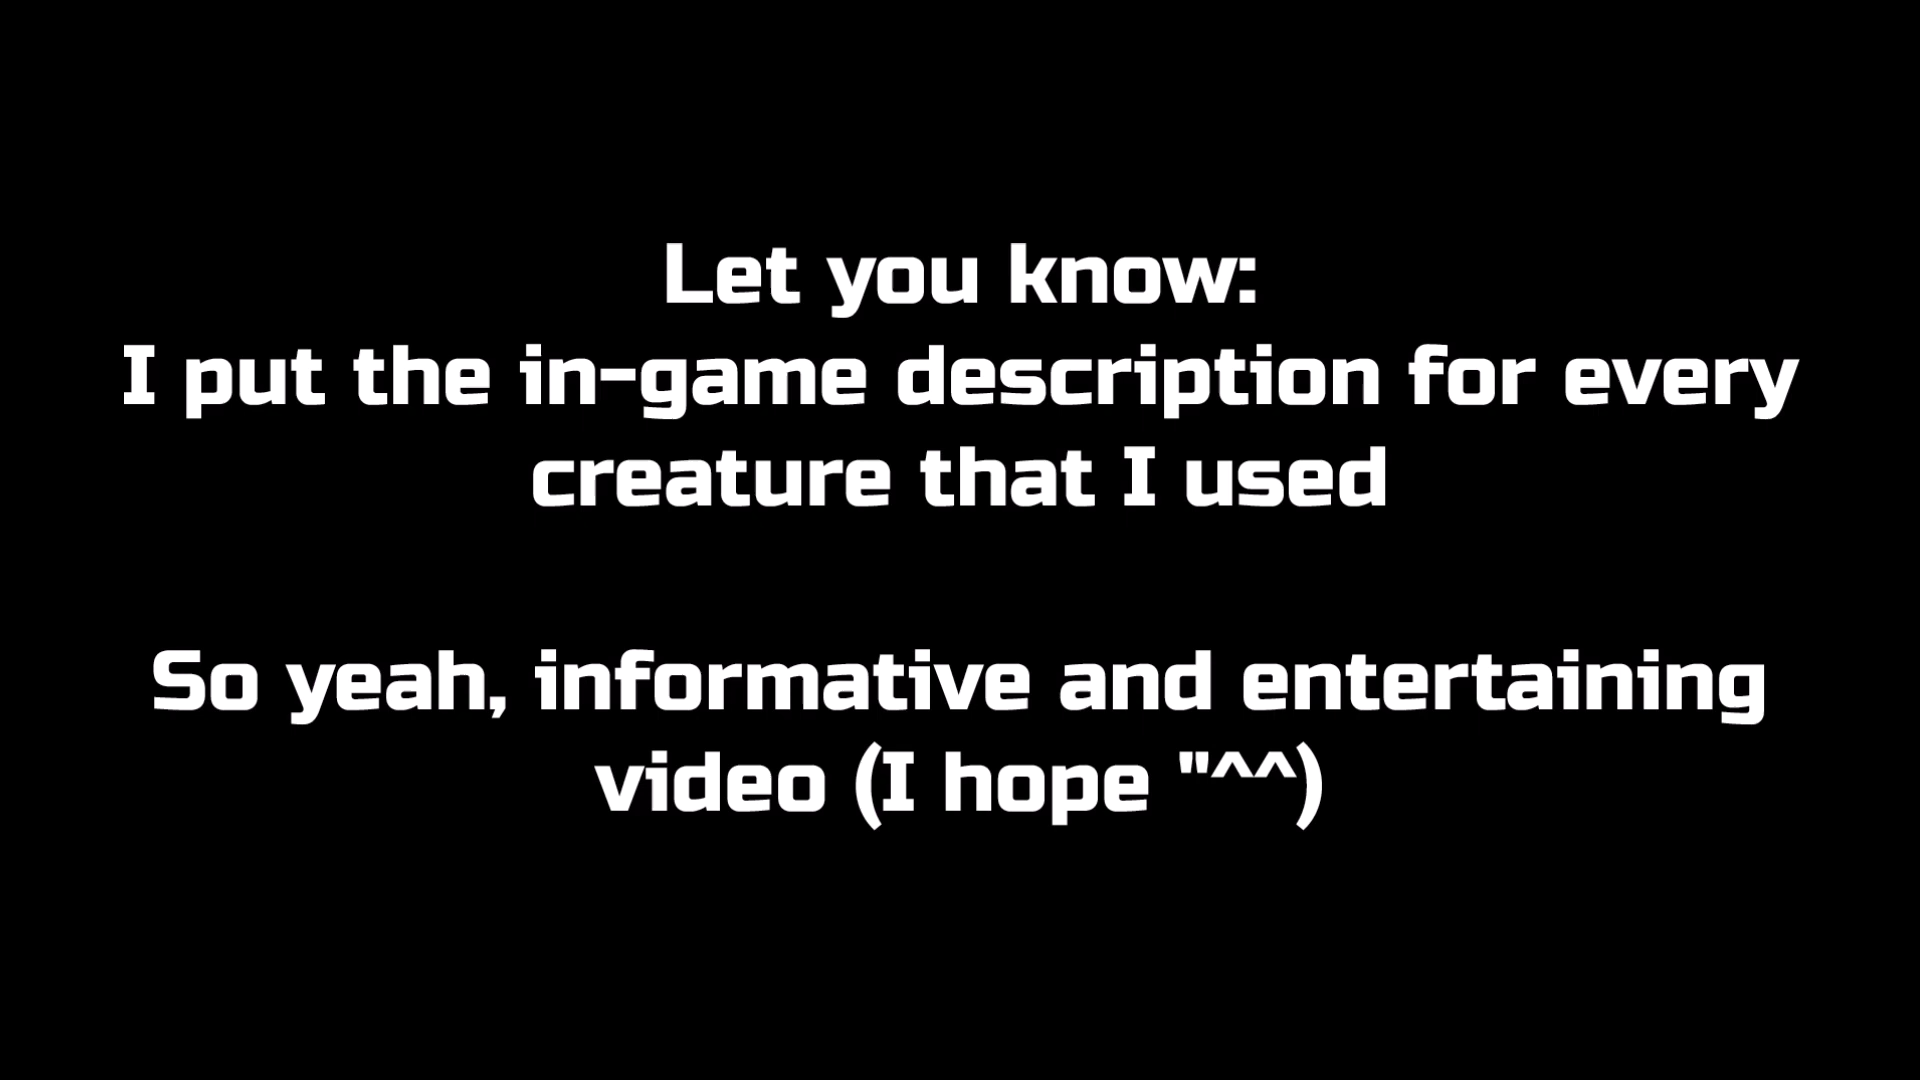 Let you know:
I put the in-game description for every
creature that I used
So yeah, informative and entertaining
video (I hope "^^)